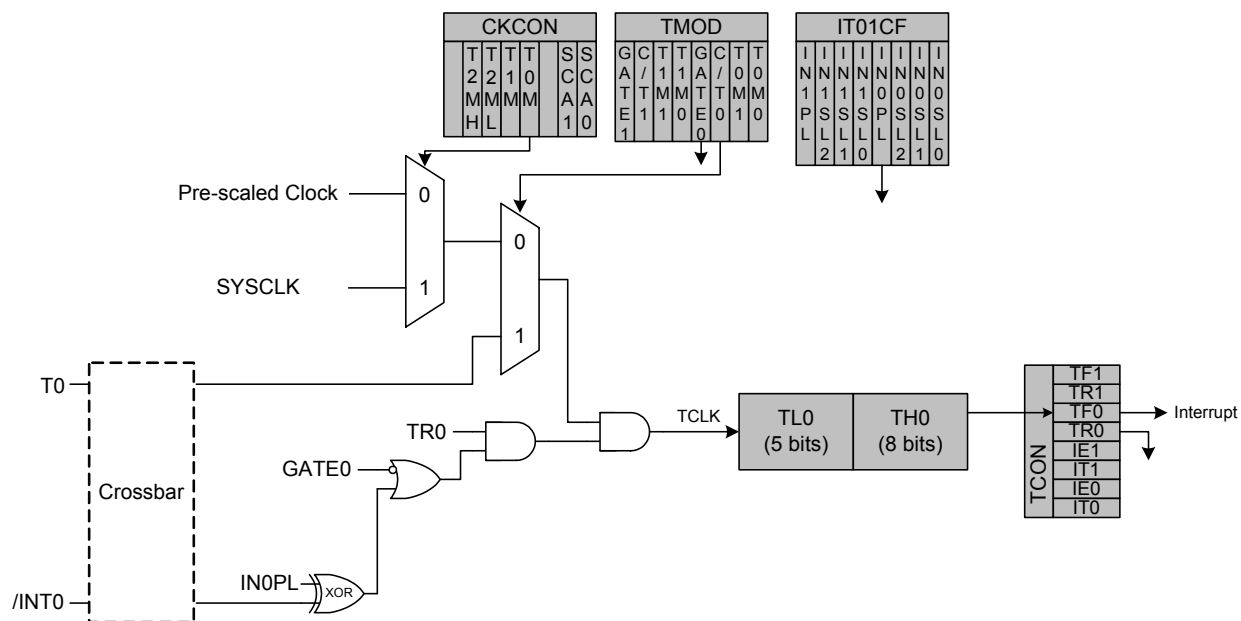 CKCON
T2MH T2ML T1M T0M SCA1 SCA0
TMOD
GATE1 C/T1 T1M1 T1M0 GATE0 C/T0 T0M1 T0M0
IT01CF
IN1PL IN1SL2 IN1SL1 IN1SL0 IN0PL IN0SL2 IN0SL1 IN0SL0
Pre-scaled Clock
0
SYSCLK
1
0
1
T0
Crossbar
/INT0
TR0
GATE0
IN0PL
XOR
TCLK
TL0
(5 bits)
TH0
(8 bits)
TCON
TF1
TR1
TF0
TR0
IE1
IT1
IE0
IT0
Interrupt